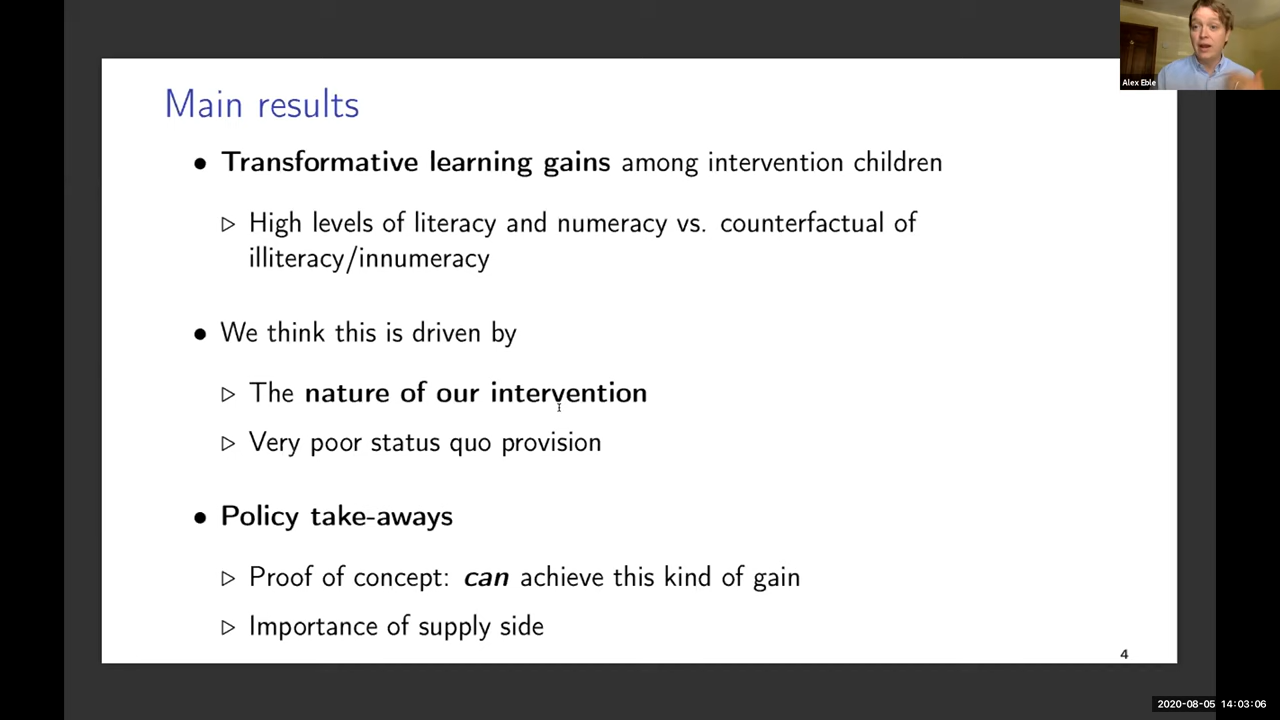 Alex Eble
Main results
● Transformative learning gains among intervention children
▷ High levels of literacy and numeracy vs. counterfactual of
illiteracy/innumeracy
● We think this is driven by
▷ The nature of our intervention
▷ Very poor status quo provision
● Policy take-aways
▷ Proof of concept: can achieve this kind of gain
▷ Importance of supply side
4
2020-08-05 14:03:06